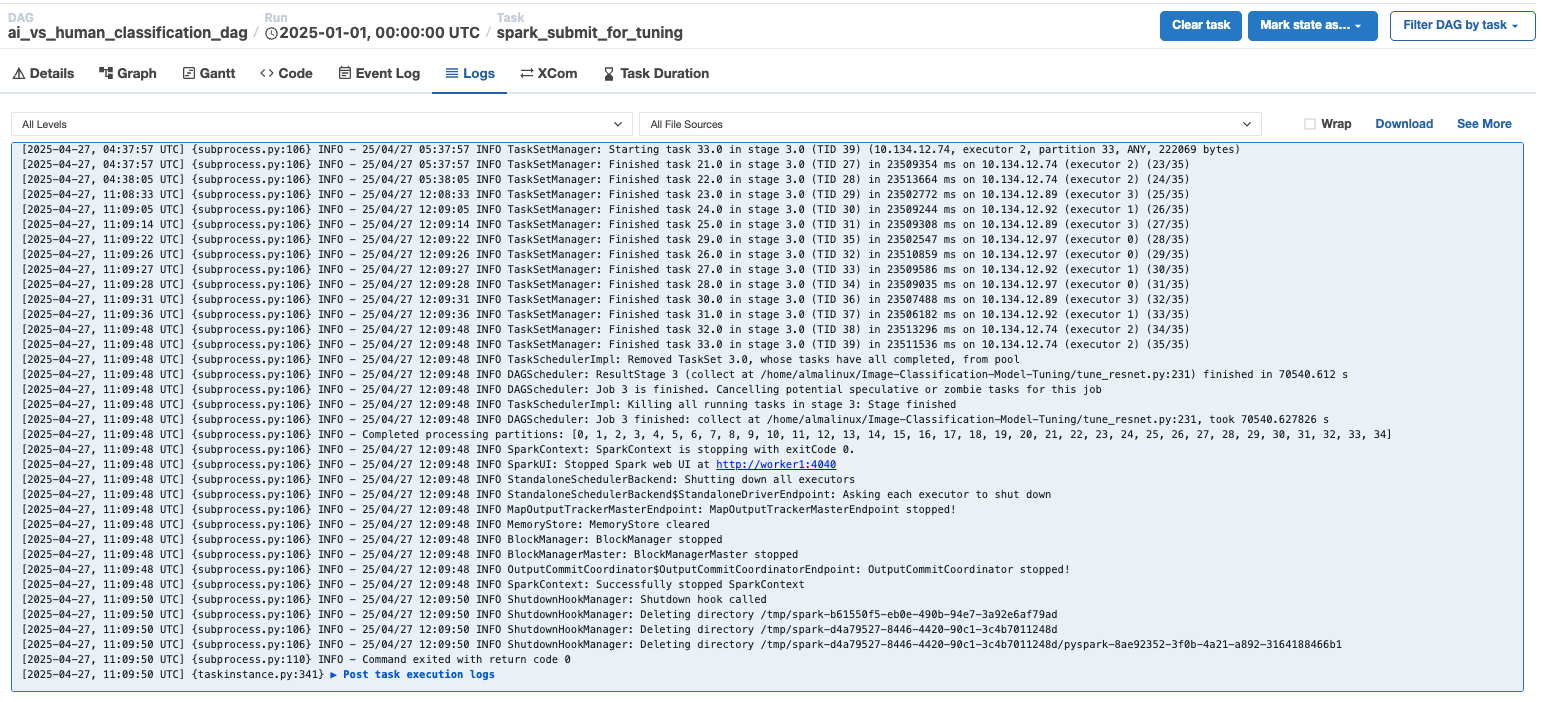 DAG
ai_vs_human_classification_dag
/
Run
2025-01-01, 00:00:00 UTC
/
Task
spark_submit_for_tuning
Clear task
Mark state as...
Filter DAG by task
Details
Graph
Gantt
Code
Event Log
Logs
XCom
Task Duration
All Levels
All File Sources
Wrap
Download
See More
[2025-04-27, 04:37:57 UTC] {subprocess.py:106} INFO - 25/04/27 05:37:57 INFO TaskSetManager: Starting task 33.0 in stage 3.0 (TID 39) (10.134.12.74, executor 2, partition 33, ANY, 222069 bytes)
[2025-04-27, 04:37:57 UTC] {subprocess.py:106} INFO - 25/04/27 05:37:57 INFO TaskSetManager: Finished task 21.0 in stage 3.0 (TID 27) in 23509354 ms on 10.134.12.74 (executor 2) (23/35)
[2025-04-27, 04:38:05 UTC] {subprocess.py:106} INFO - 25/04/27 05:38:05 INFO TaskSetManager: Finished task 22.0 in stage 3.0 (TID 28) in 23513664 ms on 10.134.12.74 (executor 2) (24/35)
[2025-04-27, 11:08:33 UTC] {subprocess.py:106} INFO - 25/04/27 12:08:33 INFO TaskSetManager: Finished task 23.0 in stage 3.0 (TID 29) in 23502772 ms on 10.134.12.89 (executor 3) (25/35)
[2025-04-27, 11:09:05 UTC] {subprocess.py:106} INFO - 25/04/27 12:09:05 INFO TaskSetManager: Finished task 24.0 in stage 3.0 (TID 30) in 23509244 ms on 10.134.12.92 (executor 1) (26/35)
[2025-04-27, 11:09:14 UTC] {subprocess.py:106} INFO - 25/04/27 12:09:14 INFO TaskSetManager: Finished task 25.0 in stage 3.0 (TID 31) in 23509308 ms on 10.134.12.89 (executor 3) (27/35)
[2025-04-27, 11:09:22 UTC] {subprocess.py:106} INFO - 25/04/27 12:09:22 INFO TaskSetManager: Finished task 29.0 in stage 3.0 (TID 35) in 23502547 ms on 10.134.12.97 (executor 0) (28/35)
[2025-04-27, 11:09:26 UTC] {subprocess.py:106} INFO - 25/04/27 12:09:26 INFO TaskSetManager: Finished task 26.0 in stage 3.0 (TID 32) in 23510859 ms on 10.134.12.97 (executor 0) (29/35)
[2025-04-27, 11:09:27 UTC] {subprocess.py:106} INFO - 25/04/27 12:09:27 INFO TaskSetManager: Finished task 27.0 in stage 3.0 (TID 33) in 23509586 ms on 10.134.12.92 (executor 1) (30/35)
[2025-04-27, 11:09:28 UTC] {subprocess.py:106} INFO - 25/04/27 12:09:28 INFO TaskSetManager: Finished task 28.0 in stage 3.0 (TID 34) in 23509035 ms on 10.134.12.97 (executor 0) (31/35)
[2025-04-27, 11:09:31 UTC] {subprocess.py:106} INFO - 25/04/27 12:09:31 INFO TaskSetManager: Finished task 30.0 in stage 3.0 (TID 36) in 23507488 ms on 10.134.12.89 (executor 3) (32/35)
[2025-04-27, 11:09:36 UTC] {subprocess.py:106} INFO - 25/04/27 12:09:36 INFO TaskSetManager: Finished task 31.0 in stage 3.0 (TID 37) in 23506182 ms on 10.134.12.92 (executor 1) (33/35)
[2025-04-27, 11:09:48 UTC] {subprocess.py:106} INFO - 25/04/27 12:09:48 INFO TaskSetManager: Finished task 32.0 in stage 3.0 (TID 38) in 23513296 ms on 10.134.12.74 (executor 2) (34/35)
[2025-04-27, 11:09:48 UTC] {subprocess.py:106} INFO - 25/04/27 12:09:48 INFO TaskSetManager: Finished task 33.0 in stage 3.0 (TID 39) in 23511536 ms on 10.134.12.74 (executor 2) (35/35)
[2025-04-27, 11:09:48 UTC] {subprocess.py:106} INFO - 25/04/27 12:09:48 INFO TaskSchedulerImpl: Removed TaskSet 3.0, whose tasks have all completed, from pool
[2025-04-27, 11:09:48 UTC] {subprocess.py:106} INFO - 25/04/27 12:09:48 INFO DAGScheduler: ResultStage 3 (collect at /home/almalinux/Image-Classification-Model-Tuning/tune_resnet.py:231) finished in 70540.612 s
[2025-04-27, 11:09:48 UTC] {subprocess.py:106} INFO - 25/04/27 12:09:48 INFO DAGScheduler: Job 3 is finished. Cancelling potential speculative or zombie tasks for this job
[2025-04-27, 11:09:48 UTC] {subprocess.py:106} INFO - 25/04/27 12:09:48 INFO TaskSchedulerImpl: Killing all running tasks in stage 3: Stage finished
[2025-04-27, 11:09:48 UTC] {subprocess.py:106} INFO - 25/04/27 12:09:48 INFO DAGScheduler: Job 3 finished: collect at /home/almalinux/Image-Classification-Model-Tuning/tune_resnet.py:231, took 70540.627826 s
[2025-04-27, 11:09:48 UTC] {subprocess.py:106} INFO - Completed processing partitions: [0, 1, 2, 3, 4, 5, 6, 7, 8, 9, 10, 11, 12, 13, 14, 15, 16, 17, 18, 19, 20, 21, 22, 23, 24, 25, 26, 27, 28, 29, 30, 31, 32, 33, 34]
[2025-04-27, 11:09:48 UTC] {subprocess.py:106} INFO - 25/04/27 12:09:48 INFO SparkContext: SparkContext is stopping with exitCode 0.
[2025-04-27, 11:09:48 UTC] {subprocess.py:106} INFO - 25/04/27 12:09:48 INFO SparkUI: Stopped Spark web UI at http://worker1:4040
[2025-04-27, 11:09:48 UTC] {subprocess.py:106} INFO - 25/04/27 12:09:48 INFO StandaloneSchedulerBackend: Shutting down all executors
[2025-04-27, 11:09:48 UTC] {subprocess.py:106} INFO - 25/04/27 12:09:48 INFO StandaloneSchedulerBackend$StandaloneDriverEndpoint: Asking each executor to shut down
[2025-04-27, 11:09:48 UTC] {subprocess.py:106} INFO - 25/04/27 12:09:48 INFO MapOutputTrackerMasterEndpoint: MapOutputTrackerMasterEndpoint stopped!
[2025-04-27, 11:09:48 UTC] {subprocess.py:106} INFO - 25/04/27 12:09:48 INFO MemoryStore: MemoryStore cleared
[2025-04-27, 11:09:48 UTC] {subprocess.py:106} INFO - 25/04/27 12:09:48 INFO BlockManager: BlockManager stopped
[2025-04-27, 11:09:48 UTC] {subprocess.py:106} INFO - 25/04/27 12:09:48 INFO BlockManagerMaster: BlockManagerMaster stopped
[2025-04-27, 11:09:48 UTC] {subprocess.py:106} INFO - 25/04/27 12:09:48 INFO OutputCommitCoordinator$OutputCommitCoordinatorEndpoint: OutputCommitCoordinator stopped!
[2025-04-27, 11:09:48 UTC] {subprocess.py:106} INFO - 25/04/27 12:09:48 INFO SparkContext: Successfully stopped SparkContext
[2025-04-27, 11:09:50 UTC] {subprocess.py:106} INFO - 25/04/27 12:09:50 INFO ShutdownHookManager: Shutdown hook called
[2025-04-27, 11:09:50 UTC] {subprocess.py:106} INFO - 25/04/27 12:09:50 INFO ShutdownHookManager: Deleting directory /tmp/spark-b61550f5-eb0e-490b-94e7-3a92e6af79ad
[2025-04-27, 11:09:50 UTC] {subprocess.py:106} INFO - 25/04/27 12:09:50 INFO ShutdownHookManager: Deleting directory /tmp/spark-d4a79527-8446-4420-90c1-3c4b7011248d
[2025-04-27, 11:09:50 UTC] {subprocess.py:106} INFO - 25/04/27 12:09:50 INFO ShutdownHookManager: Deleting directory /tmp/spark-d4a79527-8446-4420-90c1-3c4b7011248d/pyspark-8ae92352-3f0b-4a21-a892-3164188466b1
[2025-04-27, 11:09:50 UTC] {subprocess.py:110} INFO - Command exited with return code 0
[2025-04-27, 11:09:50 UTC] {taskinstance.py:341} ▶ Post task execution logs